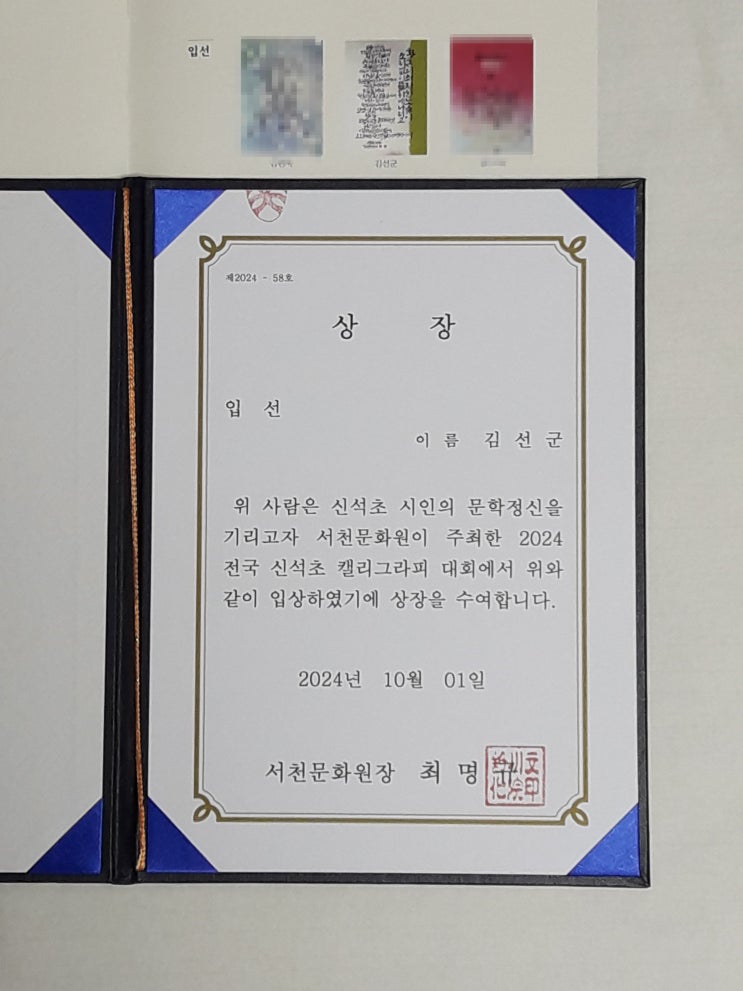 입선
김선군
제2024 - 58호
상 장
입 선
이 름 김 선 군
위 사람은 신석초 시인의 문학정신을
기리고자 서천문화원이 주최한 2024
전국 신석초 캘리그라피 대회에서 위와
같이 입상하였기에 상장을 수여합니다.
2024년 10월 01일
서천문화원장 최 명